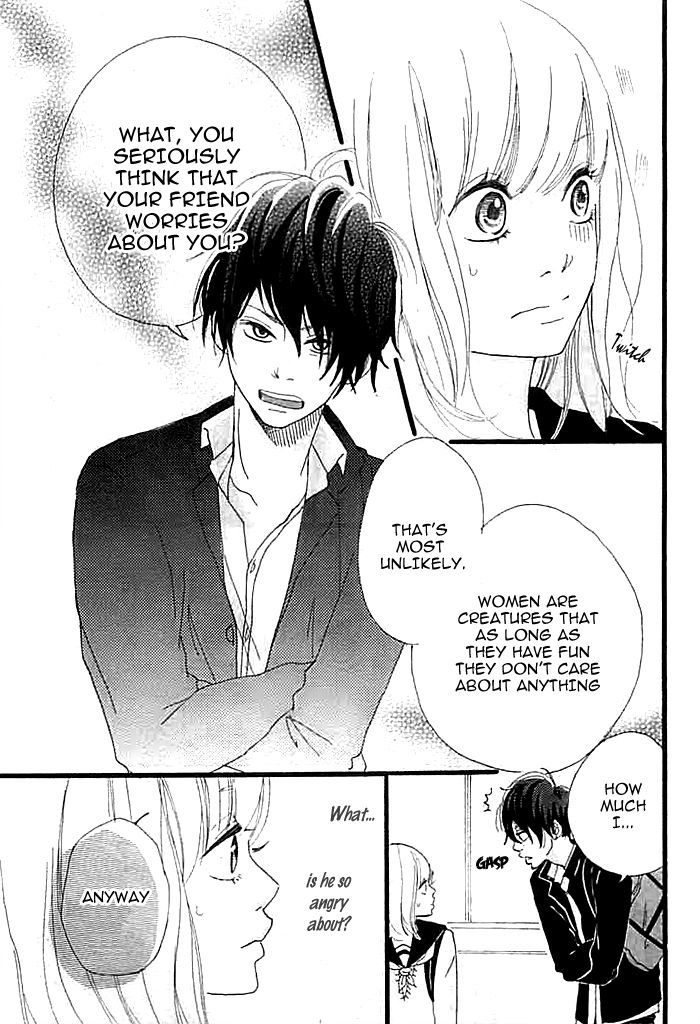 Twitch
WHAT, YOU
SERIOUSLY
THINK THAT
YOUR FRIEND
WORRIES
ABOUT YOU?
THAT'S
MOST
UNLIKELY.
WOMEN ARE
CREATURES THAT
AS LONG AS
THEY HAVE FUN
THEY DON'T CARE
ABOUT ANYTHING
HOW
MUCH
I...
GASP
What...
is he so
angry
about?
ANYWAY